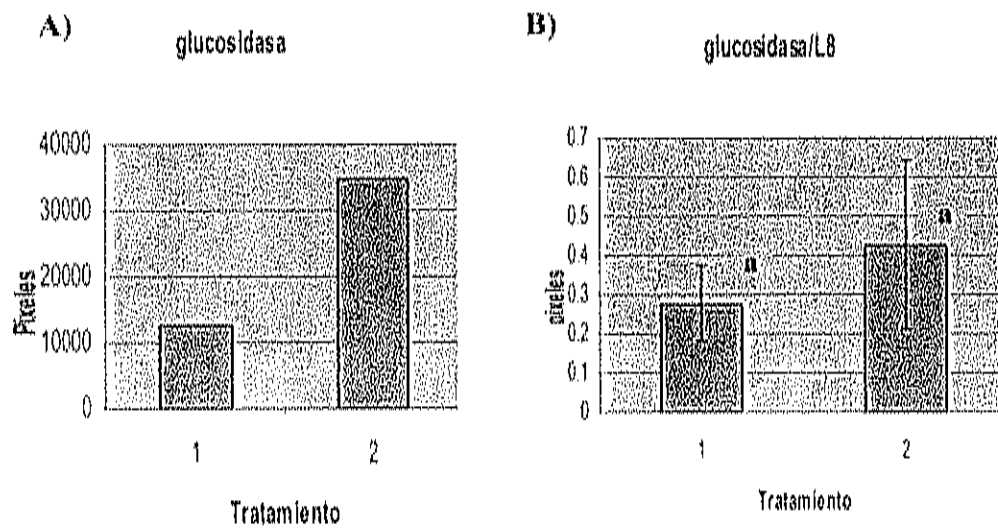 A)
glucosidasa
40000
30000
20000
10000
0
Pixeles
1
2
Tratamiento
B)
glucosidasa/L8
0.7
0.6
0.5
0.4
0.3
0.2
0.1
0
pixeles
a
a
1
2
Tratamiento